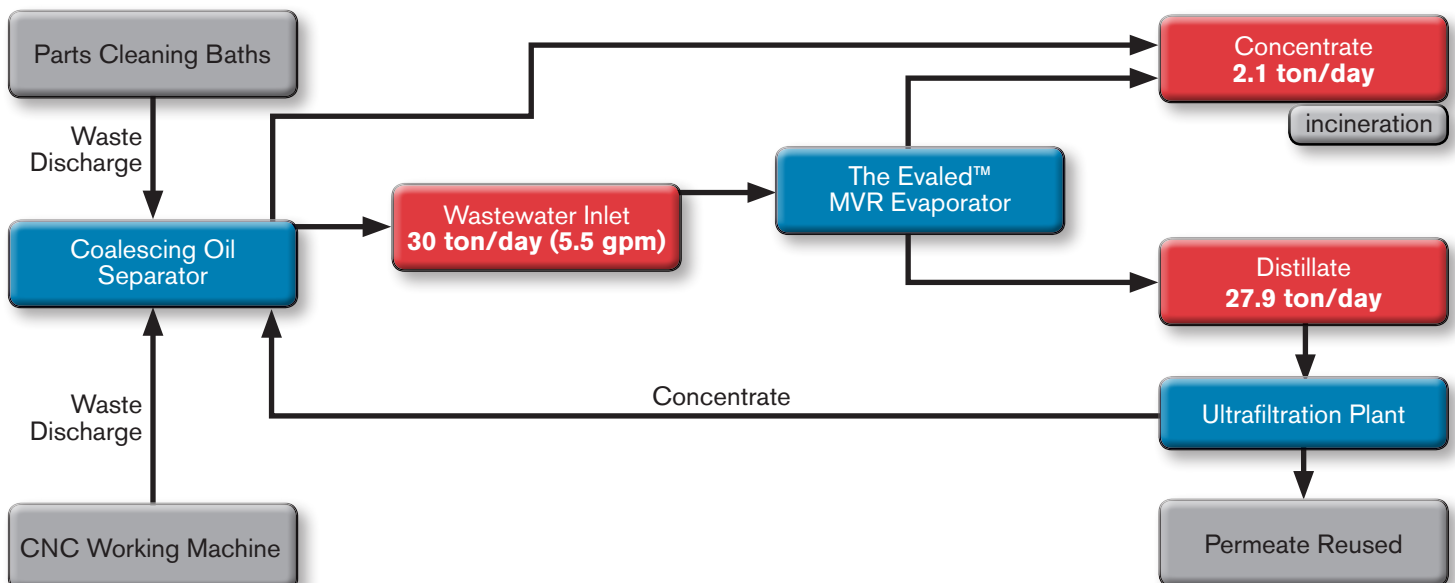 Parts Cleaning Baths
Waste
Discharge
Coalescing Oil
Separator
Waste
Discharge
CNC Working Machine
Wastewater Inlet
30 ton/day (5.5 gpm)
The Evaled™
MVR Evaporator
Concentrate
2.1 ton/day
incineration
Distillate
27.9 ton/day
Concentrate
Ultrafiltration Plant
Permeate Reused